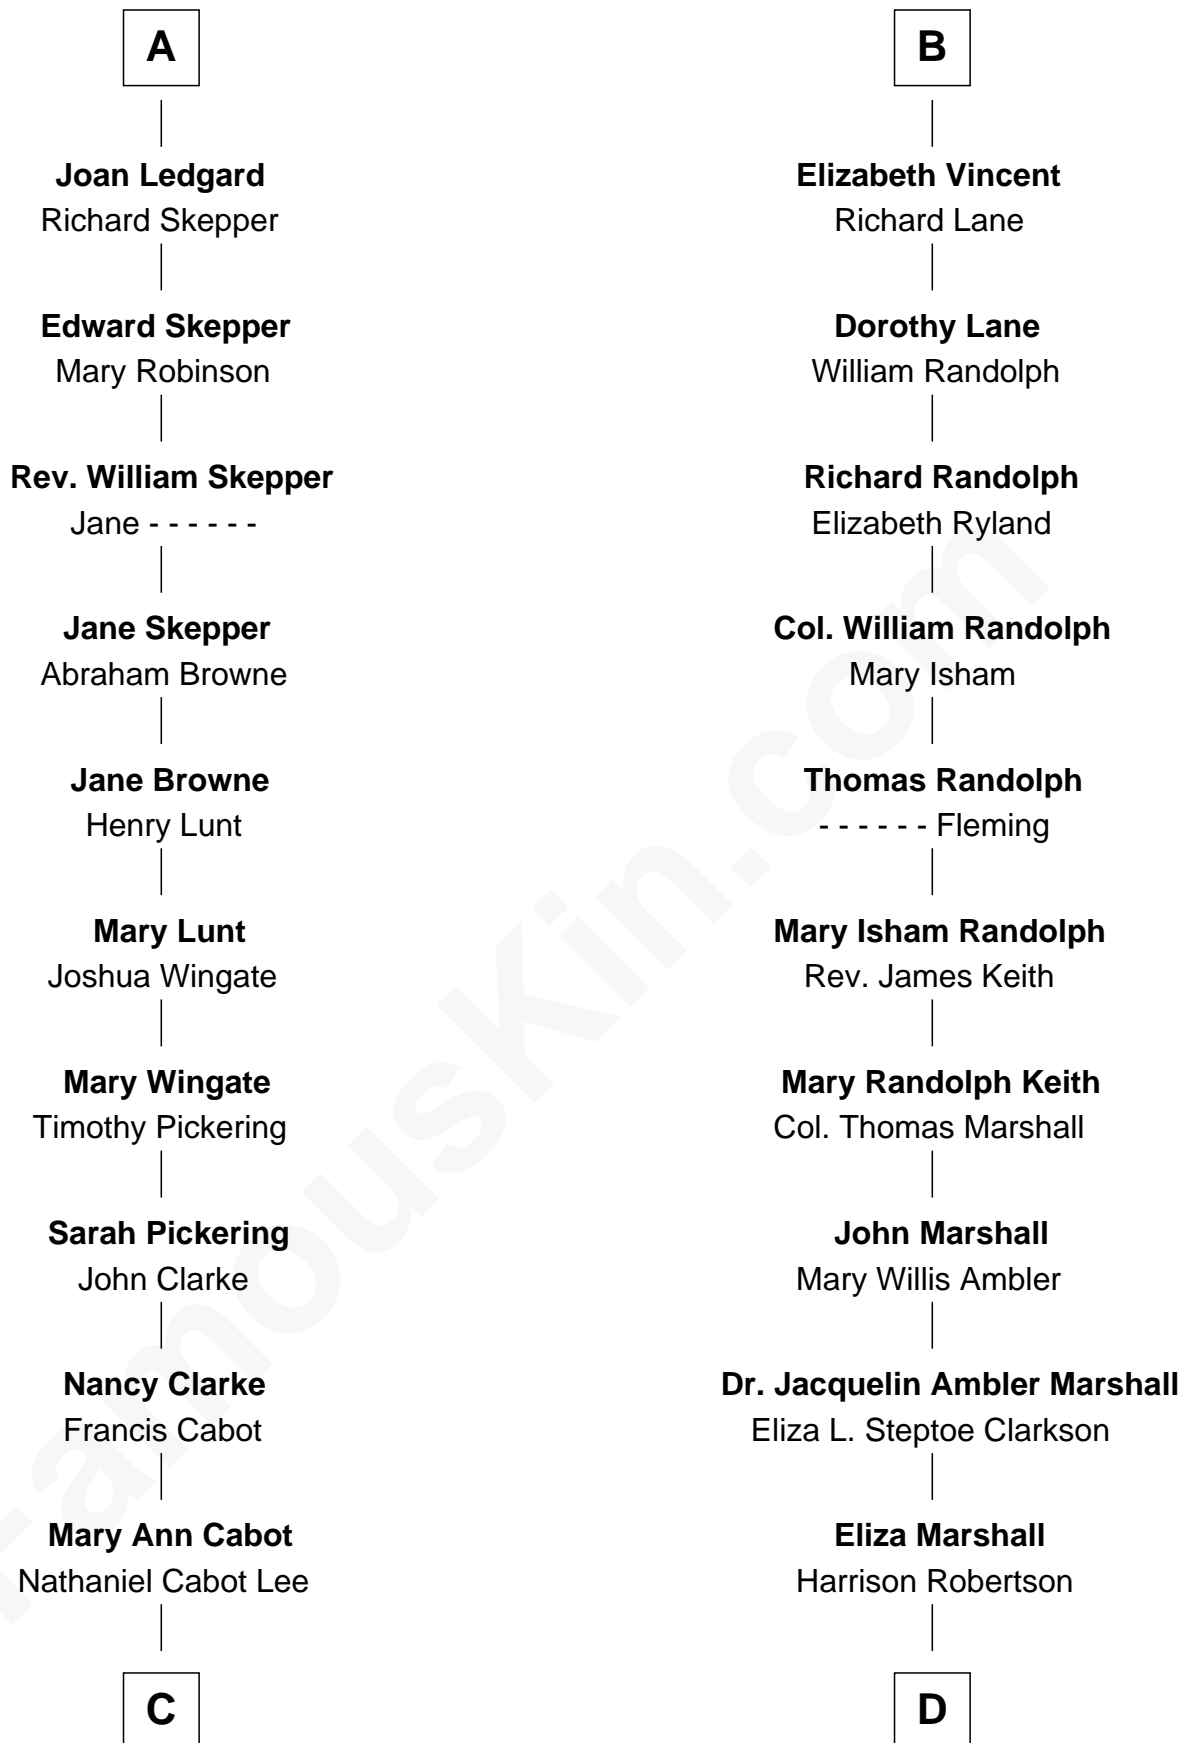 A
Joan Ledgard
Richard Skepper
Edward Skepper
Mary Robinson
Rev. William Skepper
Jane - - - - - -
Jane Skepper
Abraham Browne
Jane Browne
Henry Lunt
Mary Lunt
Joshua Wingate
Mary Wingate
Timothy Pickering
Sarah Pickering
John Clarke
Nancy Clarke
Francis Cabot
Mary Ann Cabot
Nathaniel Cabot Lee
C
B
Elizabeth Vincent
Richard Lane
Dorothy Lane
William Randolph
Richard Randolph
Elizabeth Ryland
Col. William Randolph
Mary Isham
Thomas Randolph
- - - - - - Fleming
Mary Isham Randolph
Rev. James Keith
Mary Randolph Keith
Col. Thomas Marshall
John Marshall
Mary Willis Ambler
Dr. Jacquelin Ambler Marshall
Eliza L. Steptoe Clarkson
Eliza Marshall
Harrison Robertson
D
FamousKin.com